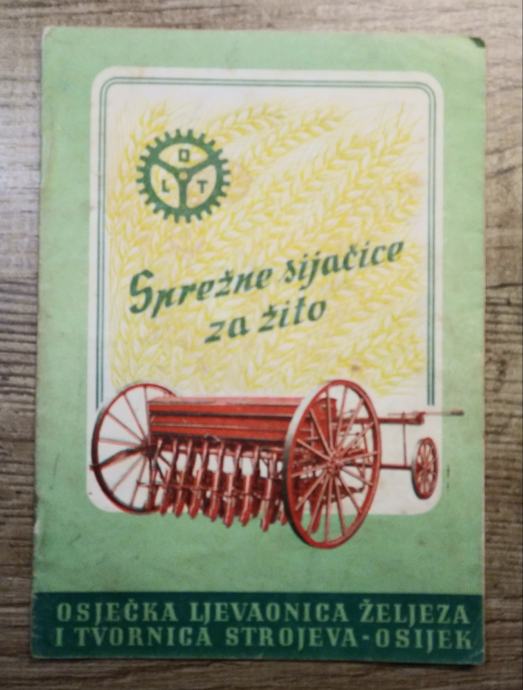 O
L T
Sprežne sijačice
za žito
OSJEČKA LJEVAONICA ŽELJEZA
I TVORNICA STROJEVA-OSIJEK